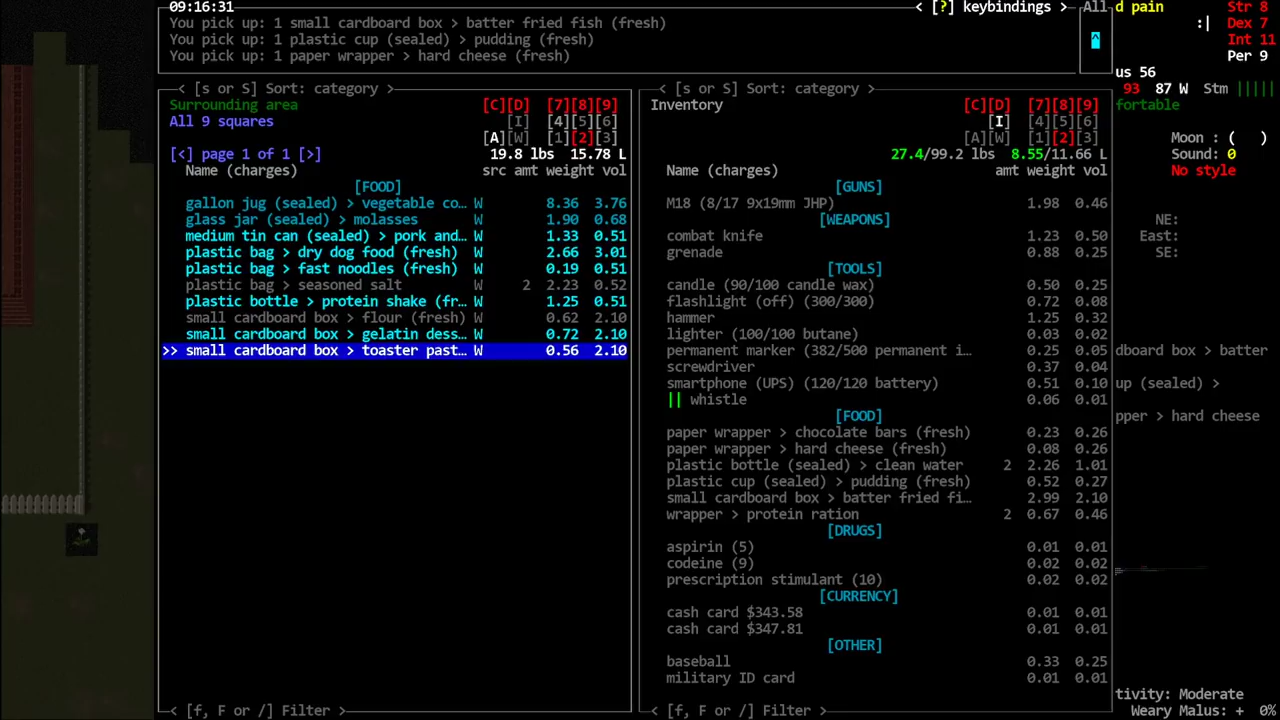 09:16:31
< [?] keybindings > All d pain Str 8
You pick up: 1 small cardboard box > batter fried fish (fresh) :| Dex 7
You pick up: 1 plastic cup (sealed) > pudding (fresh) ^ Int 11
You pick up: 1 paper wrapper > hard cheese (fresh) Per 9
us 56
< [s or S] Sort: category > < [s or S] Sort: category > 93 87 W Stm |||||
Surrounding area [C][D] [7][8][9] Inventory [C][D] [7][8][9] fortable
All 9 squares [I] [4][5][6] [I] [4][5][6]
[A][W] [1][2][3] [A][W] [1][2][3] Moon : ( )
[<] page 1 of 1 [>] 19.8 lbs 15.78 L 27.4/99.2 lbs 8.55/11.66 L Sound: 0
Name (charges) src amt weight vol Name (charges) amt weight vol No style
[FOOD] [GUNS]
gallon jug (sealed) > vegetable co… W 8.36 3.76 M18 (8/17 9x19mm JHP) 1.98 0.46
glass jar (sealed) > molasses W 1.90 0.68 [WEAPONS] NE:
medium tin can (sealed) > pork and… W 1.33 0.51 combat knife 1.23 0.50 East:
plastic bag > dry dog food (fresh) W 2.66 3.01 grenade 0.88 0.25 SE:
plastic bag > fast noodles (fresh) W 0.19 0.51 [TOOLS]
plastic bag > seasoned salt 2 2.23 0.52 candle (90/100 candle wax) 0.50 0.25
plastic bottle > protein shake (fr… W 1.25 0.51 flashlight (off) (300/300) 0.72 0.08
small cardboard box > flour (fresh) W 0.62 2.10 hammer 1.25 0.32
small cardboard box > gelatin dess… W 0.72 2.10 lighter (100/100 butane) 0.03 0.02
>> small cardboard box > toaster past… W 0.56 2.10 permanent marker (382/500 permanent i… 0.25 0.05 dboard box > batter
screwdriver 0.37 0.04
smartphone (UPS) (120/120 battery) 0.51 0.10 up (sealed) >
|| whistle 0.06 0.01
[FOOD] pper > hard cheese
paper wrapper > chocolate bars (fresh) 0.23 0.26
paper wrapper > hard cheese (fresh) 0.08 0.26
plastic bottle (sealed) > clean water 2 2.26 1.01
plastic cup (sealed) > pudding (fresh) 0.52 0.27
small cardboard box > batter fried fi… 2.99 2.10
wrapper > protein ration 2 0.67 0.46
[DRUGS]
aspirin (5) 0.01 0.01
codeine (9) 0.02 0.02
prescription stimulant (10) 0.02 0.02
[CURRENCY]
cash card $343.58 0.01 0.01
cash card $347.81 0.01 0.01
[OTHER]
baseball 0.33 0.25
military ID card 0.01 0.01
tivity: Moderate
< [f, F or /] Filter > < [f, F or /] Filter > Weary Malus: + 0%